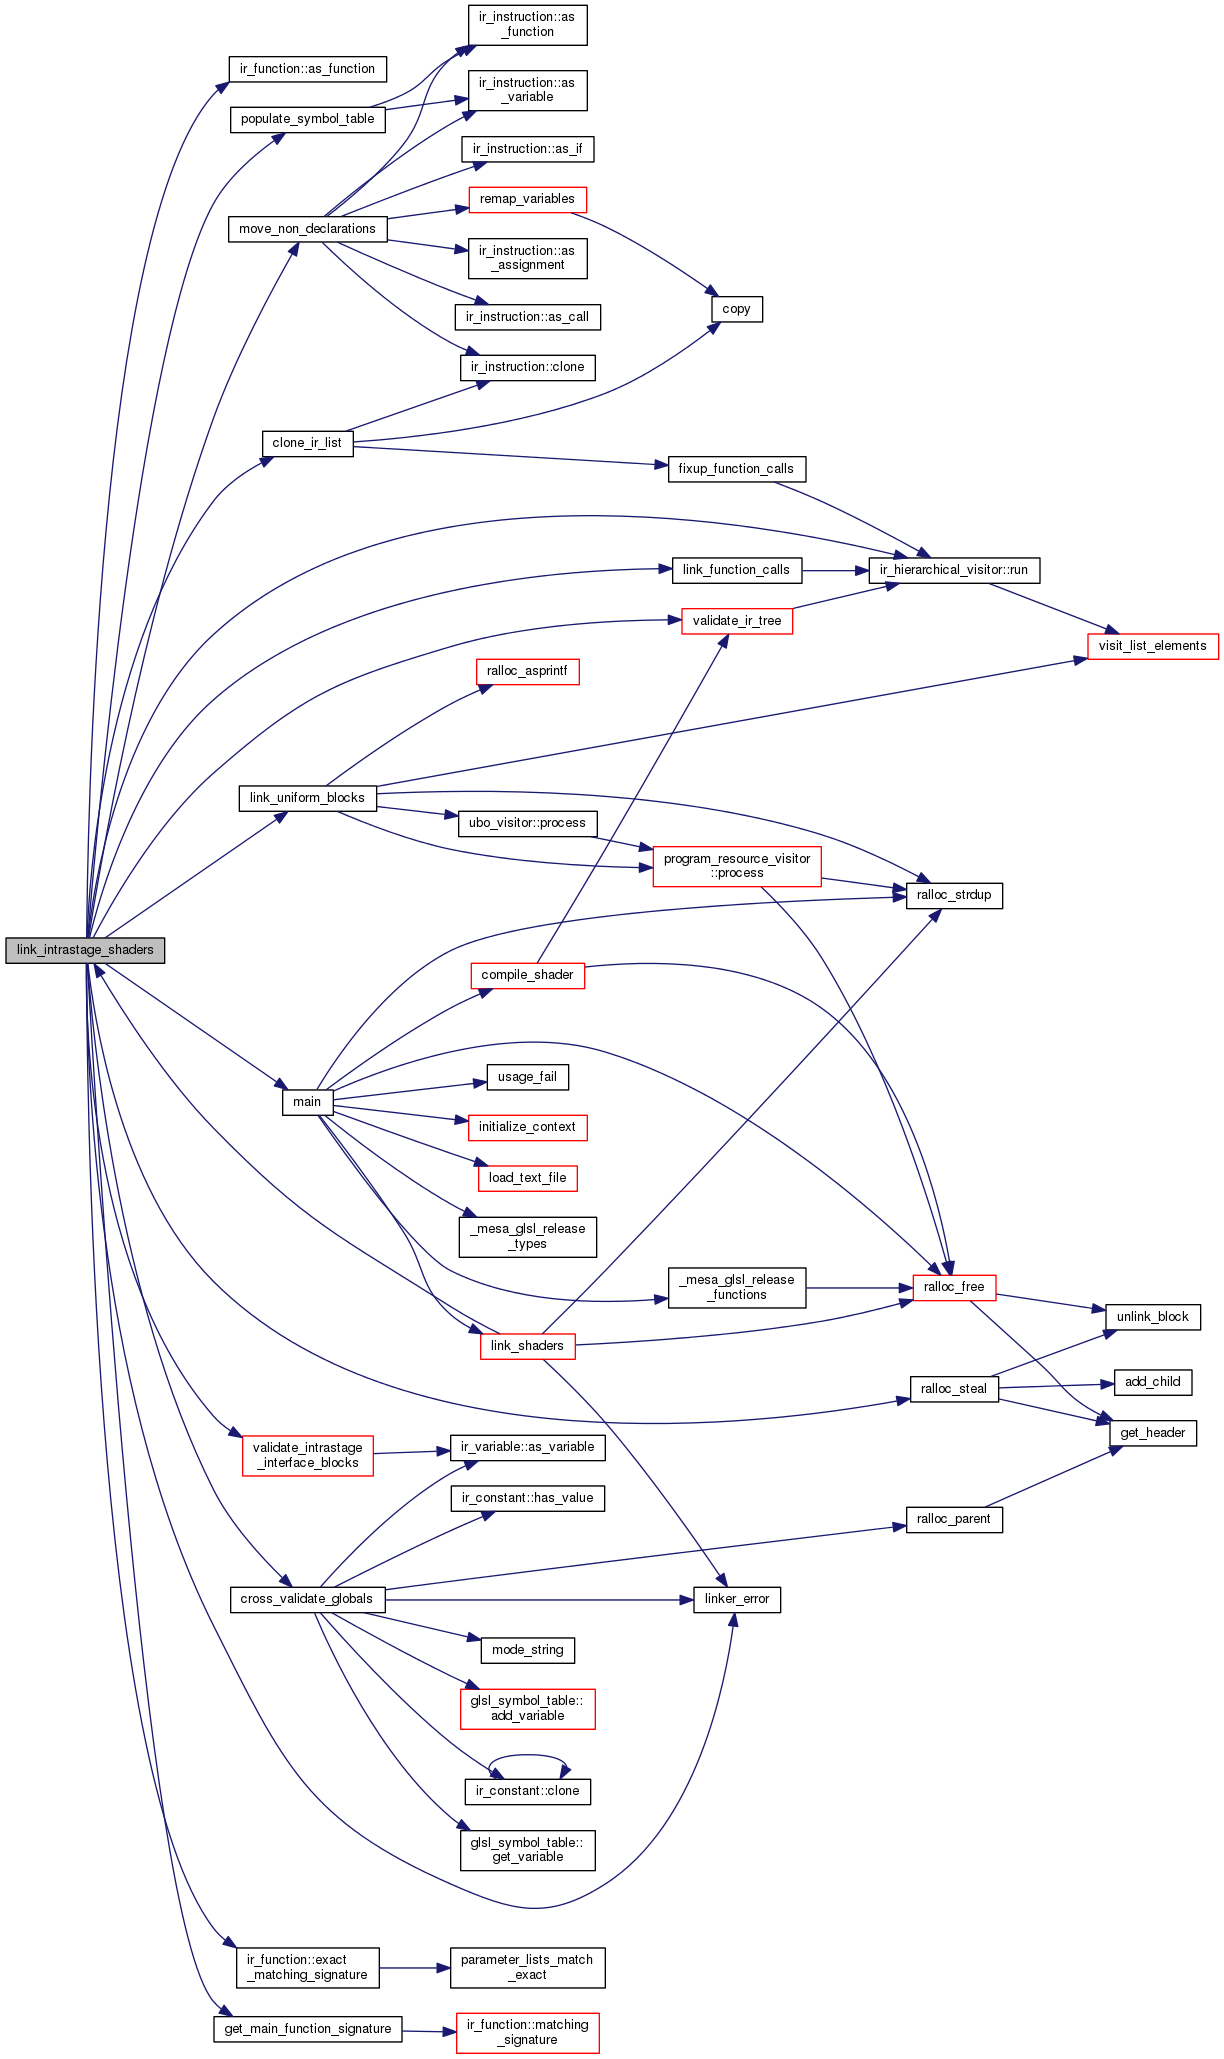 ir_instruction::as
_function
ir_function::as_function
ir_instruction::as
_variable
populate_symbol_table
ir_instruction::as_if
remap_variables
move_non_declarations
ir_instruction::as
_assignment
copy
ir_instruction::as_call
ir_instruction::clone
clone_ir_list
fixup_function_calls
link_function_calls
ir_hierarchical_visitor::run
validate_ir_tree
visit_list_elements
ralloc_asprintf
link_uniform_blocks
ubo_visitor::process
program_resource_visitor
::process
ralloc_strdup
link_intrastage_shaders
compile_shader
usage_fail
main
initialize_context
load_text_file
_mesa_glsl_release
_types
_mesa_glsl_release
_functions
ralloc_free
unlink_block
link_shaders
ralloc_steal
add_child
get_header
validate_intrastage
_interface_blocks
ir_variable::as_variable
ir_constant::has_value
ralloc_parent
cross_validate_globals
linker_error
mode_string
glsl_symbol_table::
add_variable
ir_constant::clone
glsl_symbol_table::
get_variable
ir_function::exact
_matching_signature
parameter_lists_match
_exact
get_main_function_signature
ir_function::matching
_signature